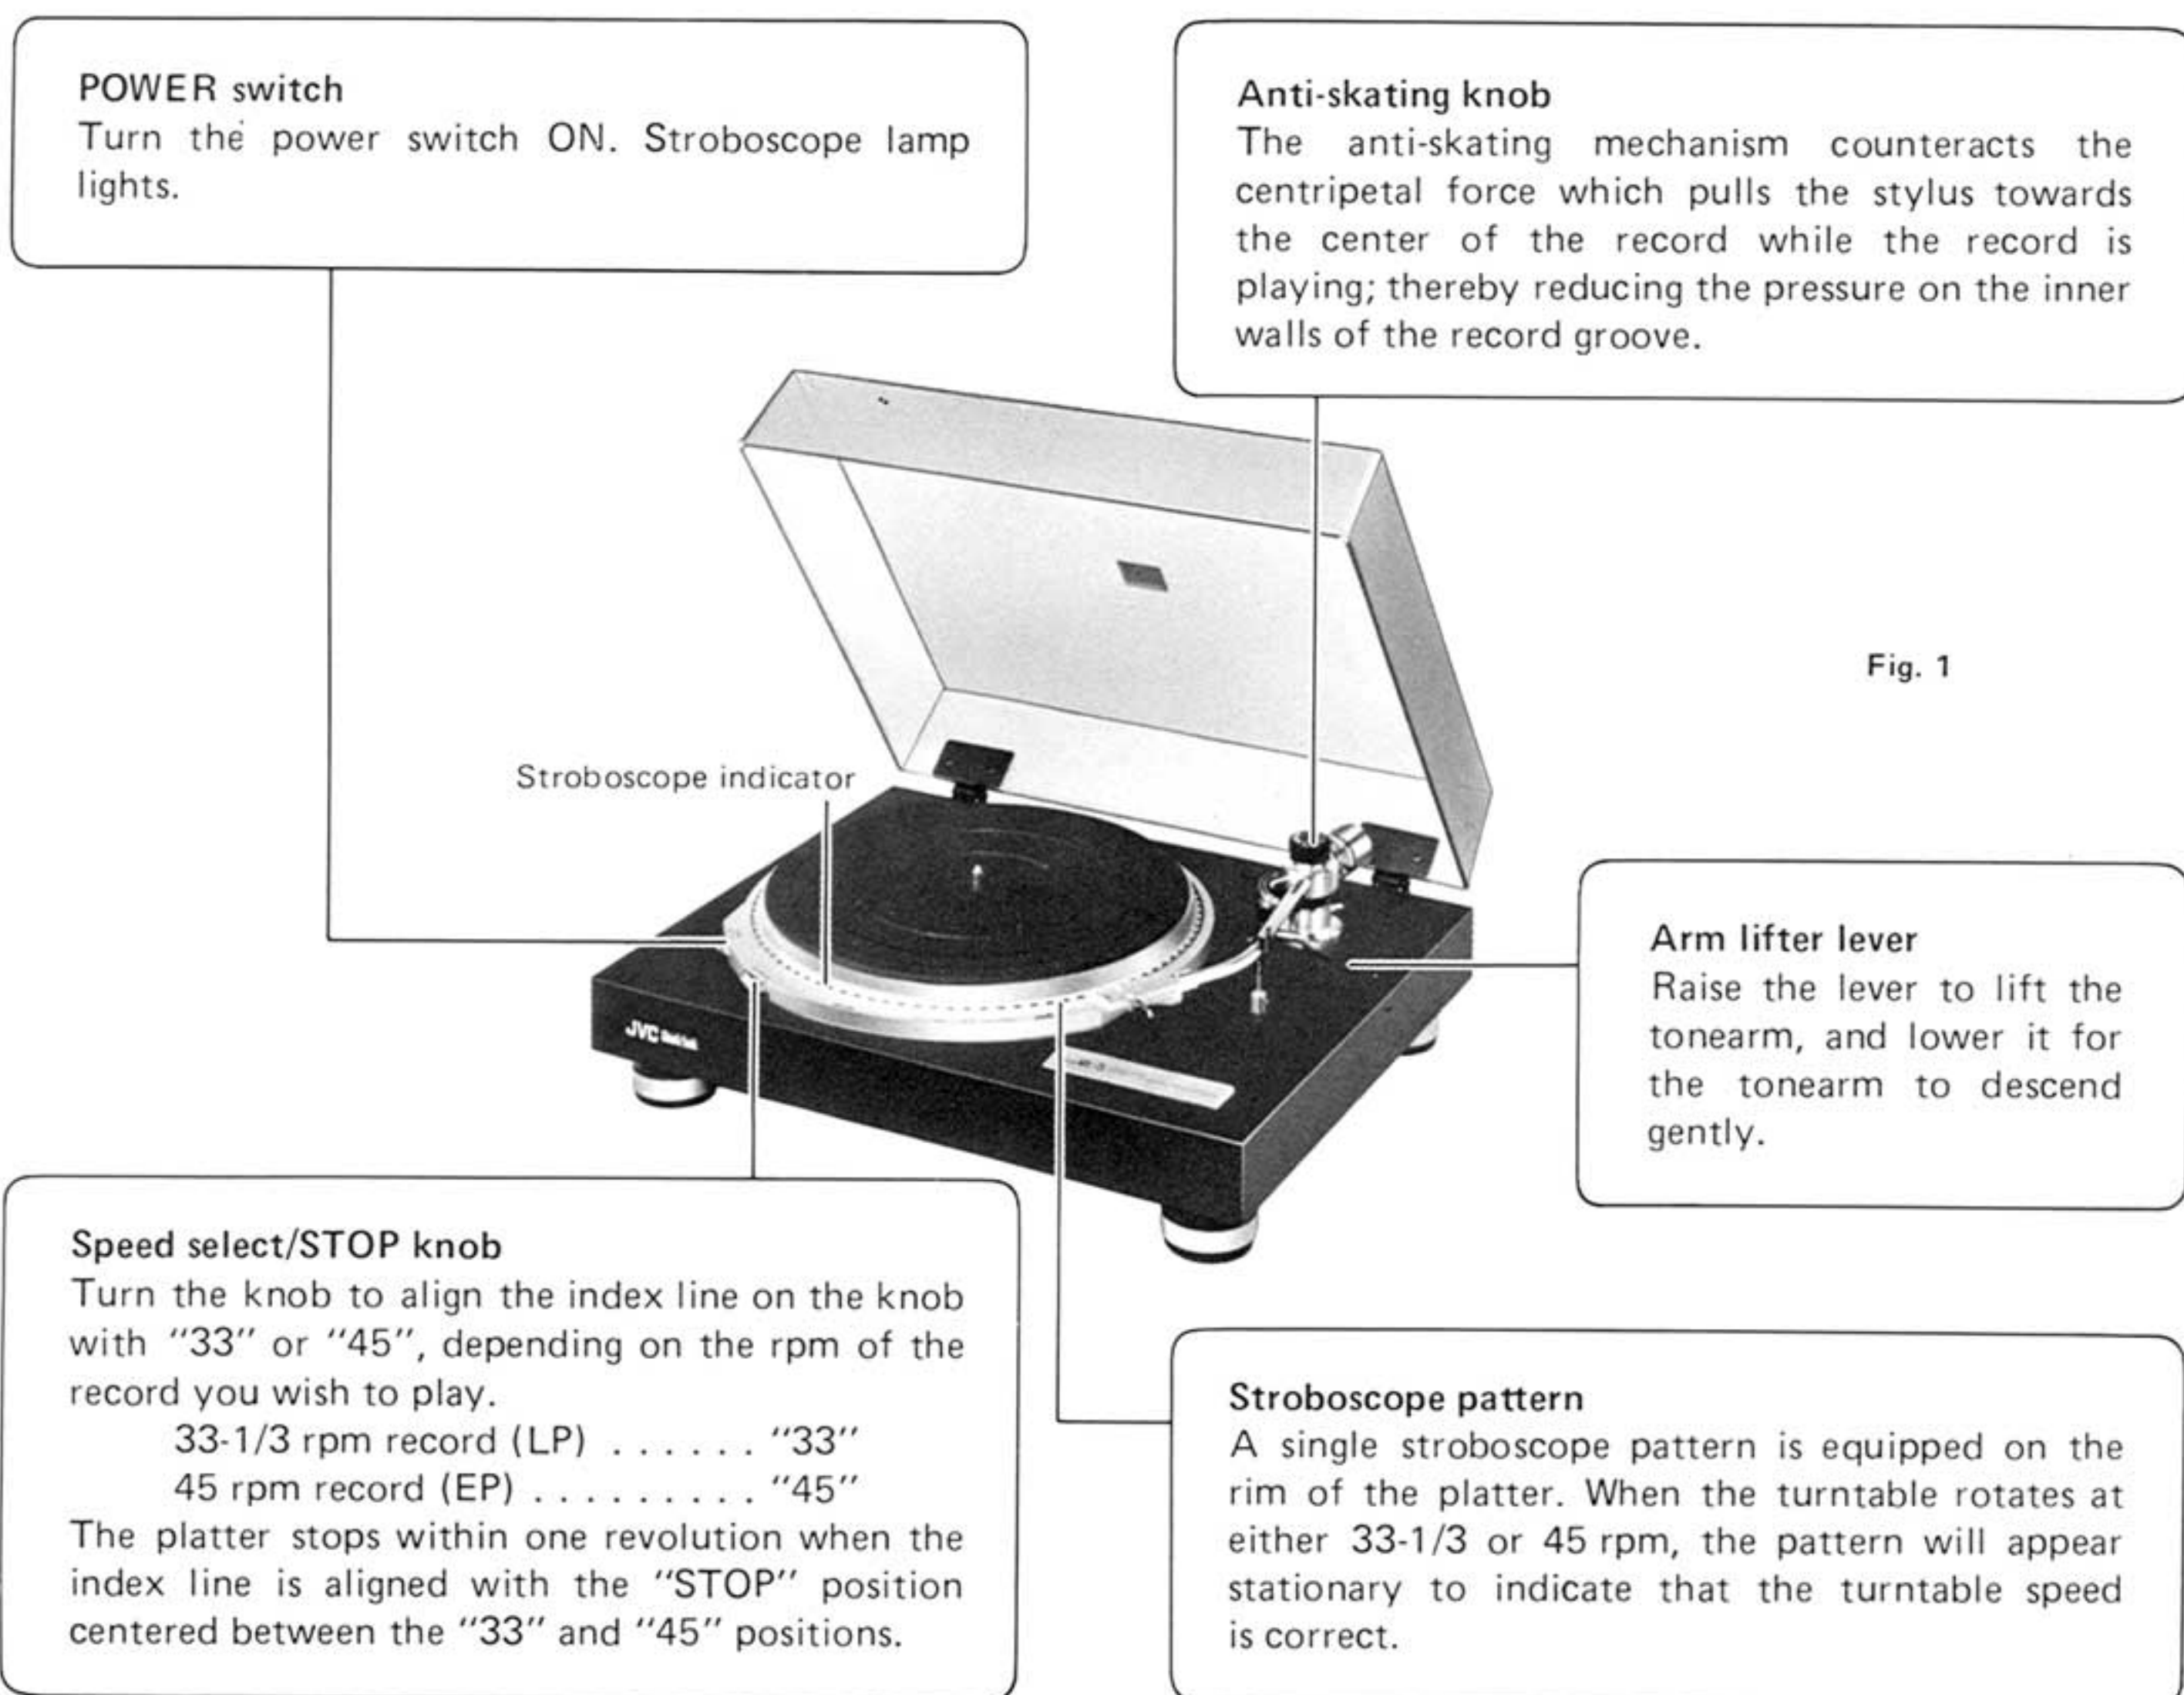 POWER switch
Turn the power switch ON. Stroboscope lamp
lights.
Anti-skating knob
The anti-skating mechanism counteracts the
centripetal force which pulls the stylus towards
the center of the record while the record is
playing; thereby reducing the pressure on the inner
walls of the record groove.
Fig. 1
Stroboscope indicator
JVC
Arm lifter lever
Raise the lever to lift the
tonearm, and lower it for
the tonearm to descend
gently.
Speed select/STOP knob
Turn the knob to align the index line on the knob
with "33" or "45", depending on the rpm of the
record you wish to play.
33-1/3 rpm record (LP) . . . . . . "33"
45 rpm record (EP) . . . . . . . . . "45"
The platter stops within one revolution when the
index line is aligned with the "STOP" position
centered between the "33" and "45" positions.
Stroboscope pattern
A single stroboscope pattern is equipped on the
rim of the platter. When the turntable rotates at
either 33-1/3 or 45 rpm, the pattern will appear
stationary to indicate that the turntable speed
is correct.